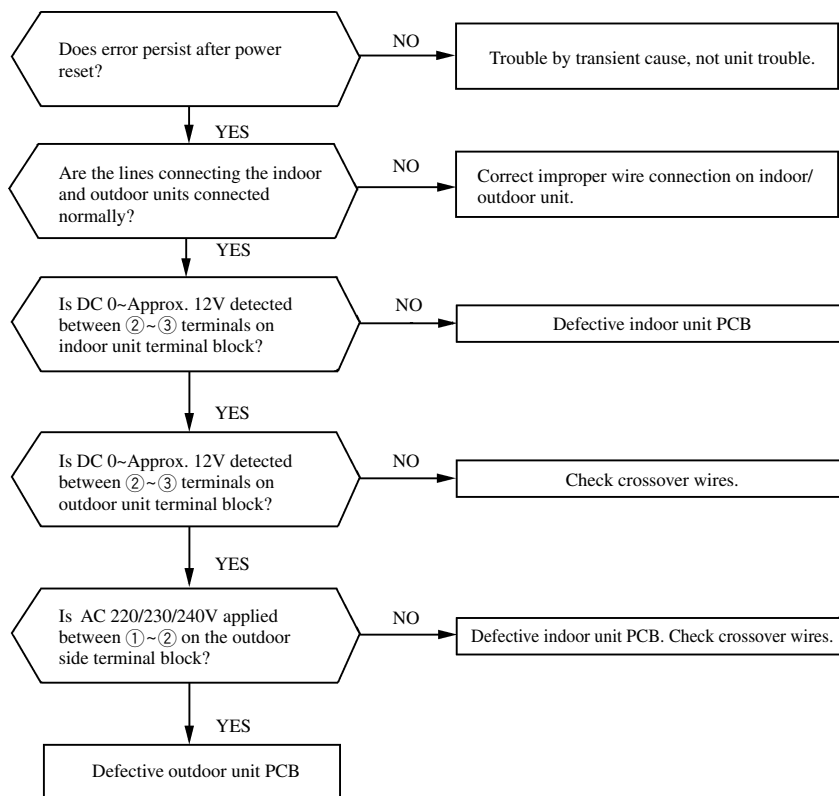 Does error persist after power
reset?
NO
Trouble by transient cause, not unit trouble.
YES
Are the lines connecting the indoor
and outdoor units connected
normally?
NO
Correct improper wire connection on indoor/
outdoor unit.
YES
Is DC 0~Approx. 12V detected
between ②~③ terminals on
indoor unit terminal block?
NO
Defective indoor unit PCB
YES
Is DC 0~Approx. 12V detected
between ②~③ terminals on
outdoor unit terminal block?
NO
Check crossover wires.
YES
Is AC 220/230/240V applied
between ①~② on the outdoor
side terminal block?
NO
Defective indoor unit PCB. Check crossover wires.
YES
Defective outdoor unit PCB